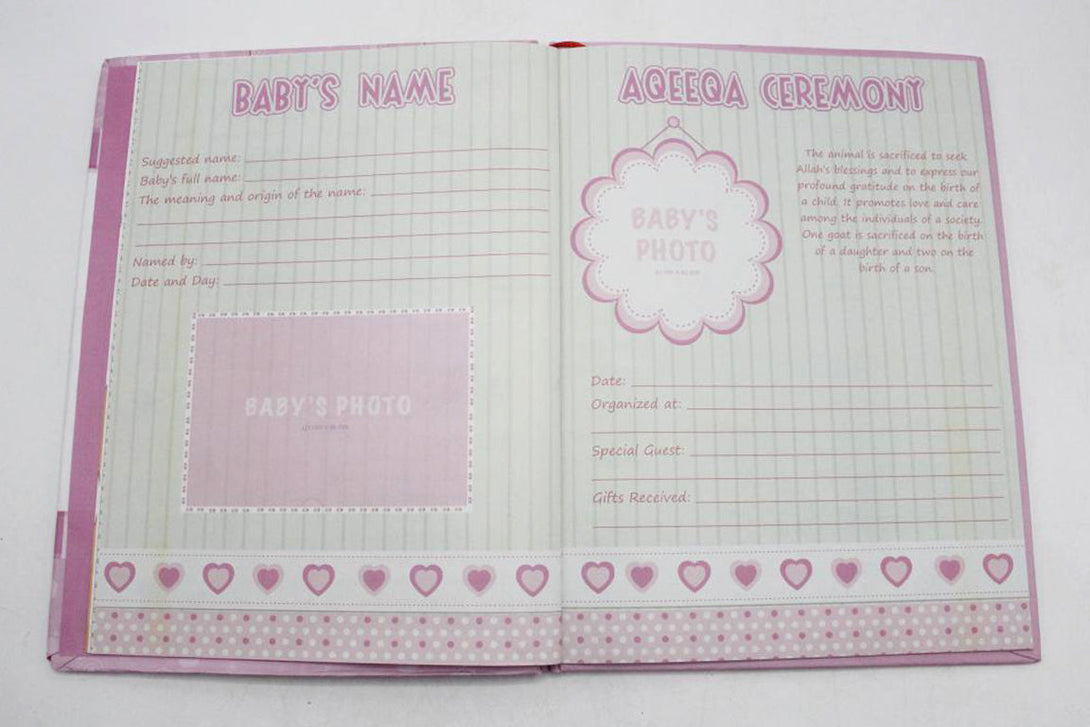 BABY'S NAME
Suggested name:
Baby's full name:
The meaning and origin of the name:
Named by:
Date and Day:
BABY'S PHOTO
AQEEQA CEREMONY
BABY'S
PHOTO
The animal is sacrificed to seek
Allah's blessings and to express our
profound gratitude on the birth of
a child. It promotes love and care
among the individuals of a society.
One goat is sacrificed on the birth
of a daughter and two on the
birth of a son.
Date:
Organized at:
Special Guest:
Gifts Received: